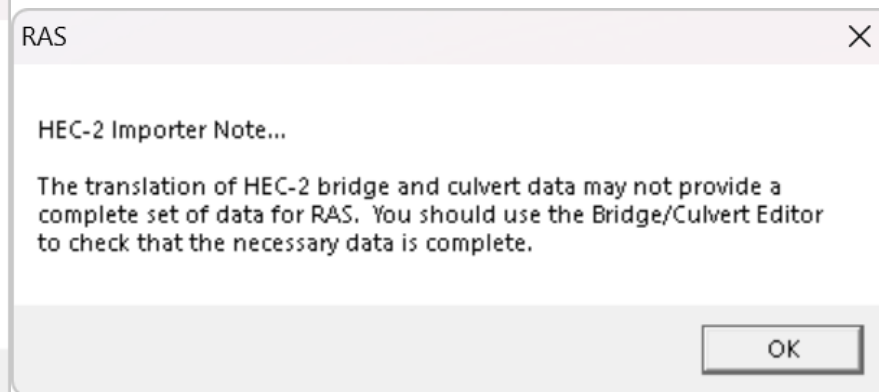 RAS
HEC-2 Importer Note...
The translation of HEC-2 bridge and culvert data may not provide a
complete set of data for RAS.  You should use the Bridge/Culvert Editor
to check that the necessary data is complete.
OK